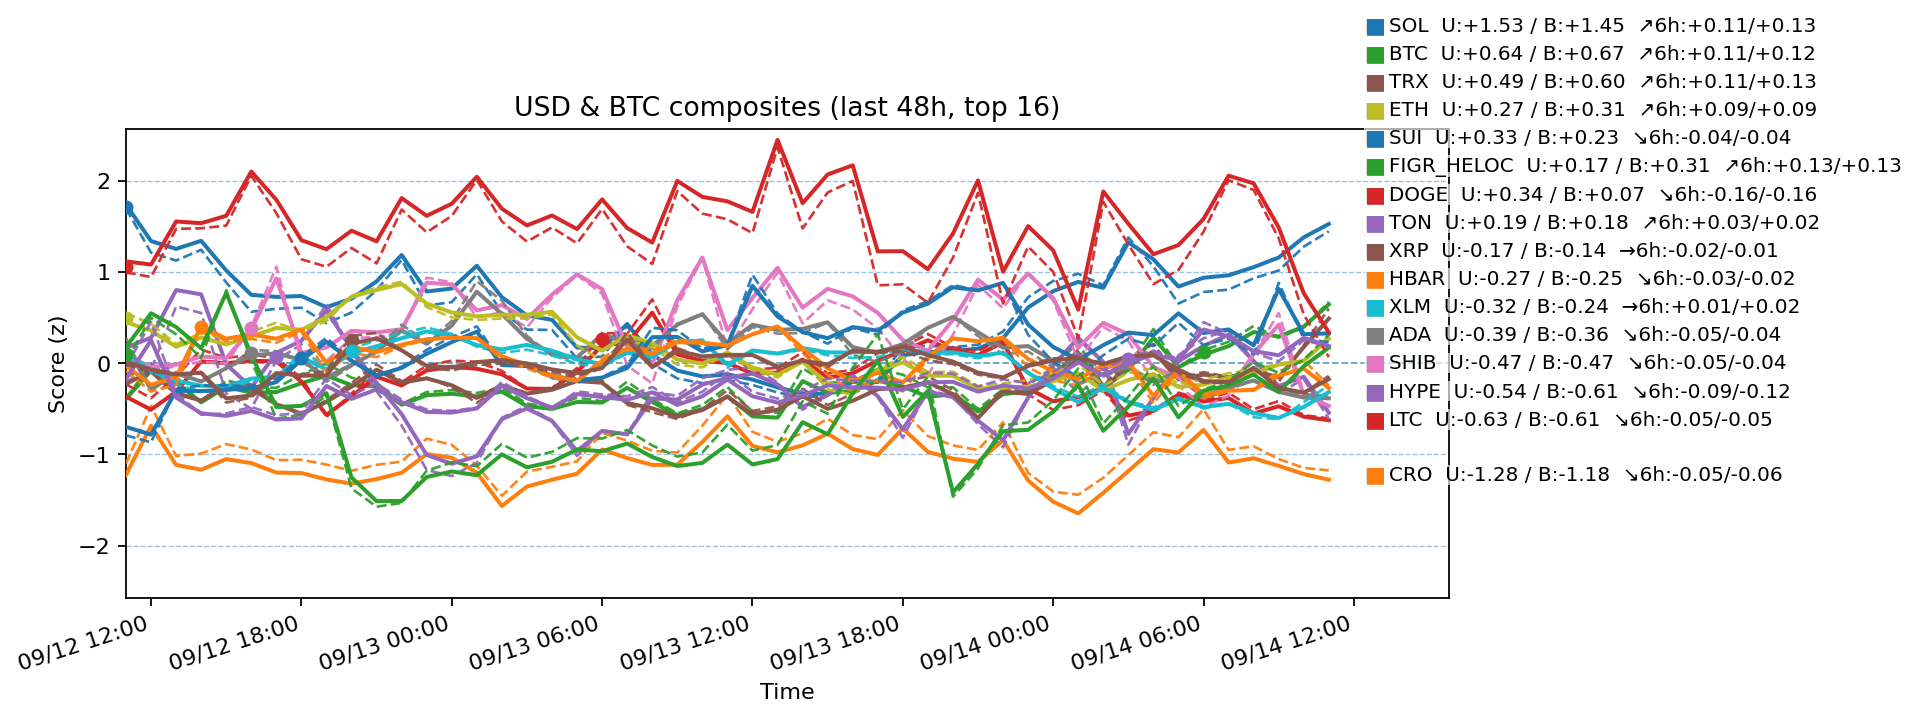 SOL U:+1.53 / B:+1.45 ↗6h:+0.11/+0.13
BTC U:+0.64 / B:+0.67 ↗6h:+0.11/+0.12
TRX U:+0.49 / B:+0.60 ↗6h:+0.11/+0.13
ETH U:+0.27 / B:+0.31 ↗6h:+0.09/+0.09
SUI U:+0.33 / B:+0.23 ↘6h:-0.04/-0.04
FIGR_HELOC U:+0.17 / B:+0.31 ↗6h:+0.13/+0.13
DOGE U:+0.34 / B:+0.07 ↘6h:-0.16/-0.16
TON U:+0.19 / B:+0.18 ↗6h:+0.03/+0.02
XRP U:-0.17 / B:-0.14 →6h:-0.02/-0.01
HBAR U:-0.27 / B:-0.25 ↘6h:-0.03/-0.02
XLM U:-0.32 / B:-0.24 →6h:+0.01/+0.02
ADA U:-0.39 / B:-0.36 ↘6h:-0.05/-0.04
SHIB U:-0.47 / B:-0.47 ↘6h:-0.05/-0.04
HYPE U:-0.54 / B:-0.61 ↘6h:-0.09/-0.12
LTC U:-0.63 / B:-0.61 ↘6h:-0.05/-0.05
CRO U:-1.28 / B:-1.18 ↘6h:-0.05/-0.06
USD & BTC composites (last 48h, top 16)
Score (z)
2
1
0
−1
−2
09/12 12:00
09/12 18:00
09/13 00:00
09/13 06:00
09/13 12:00
09/13 18:00
09/14 00:00
09/14 06:00
09/14 12:00
Time